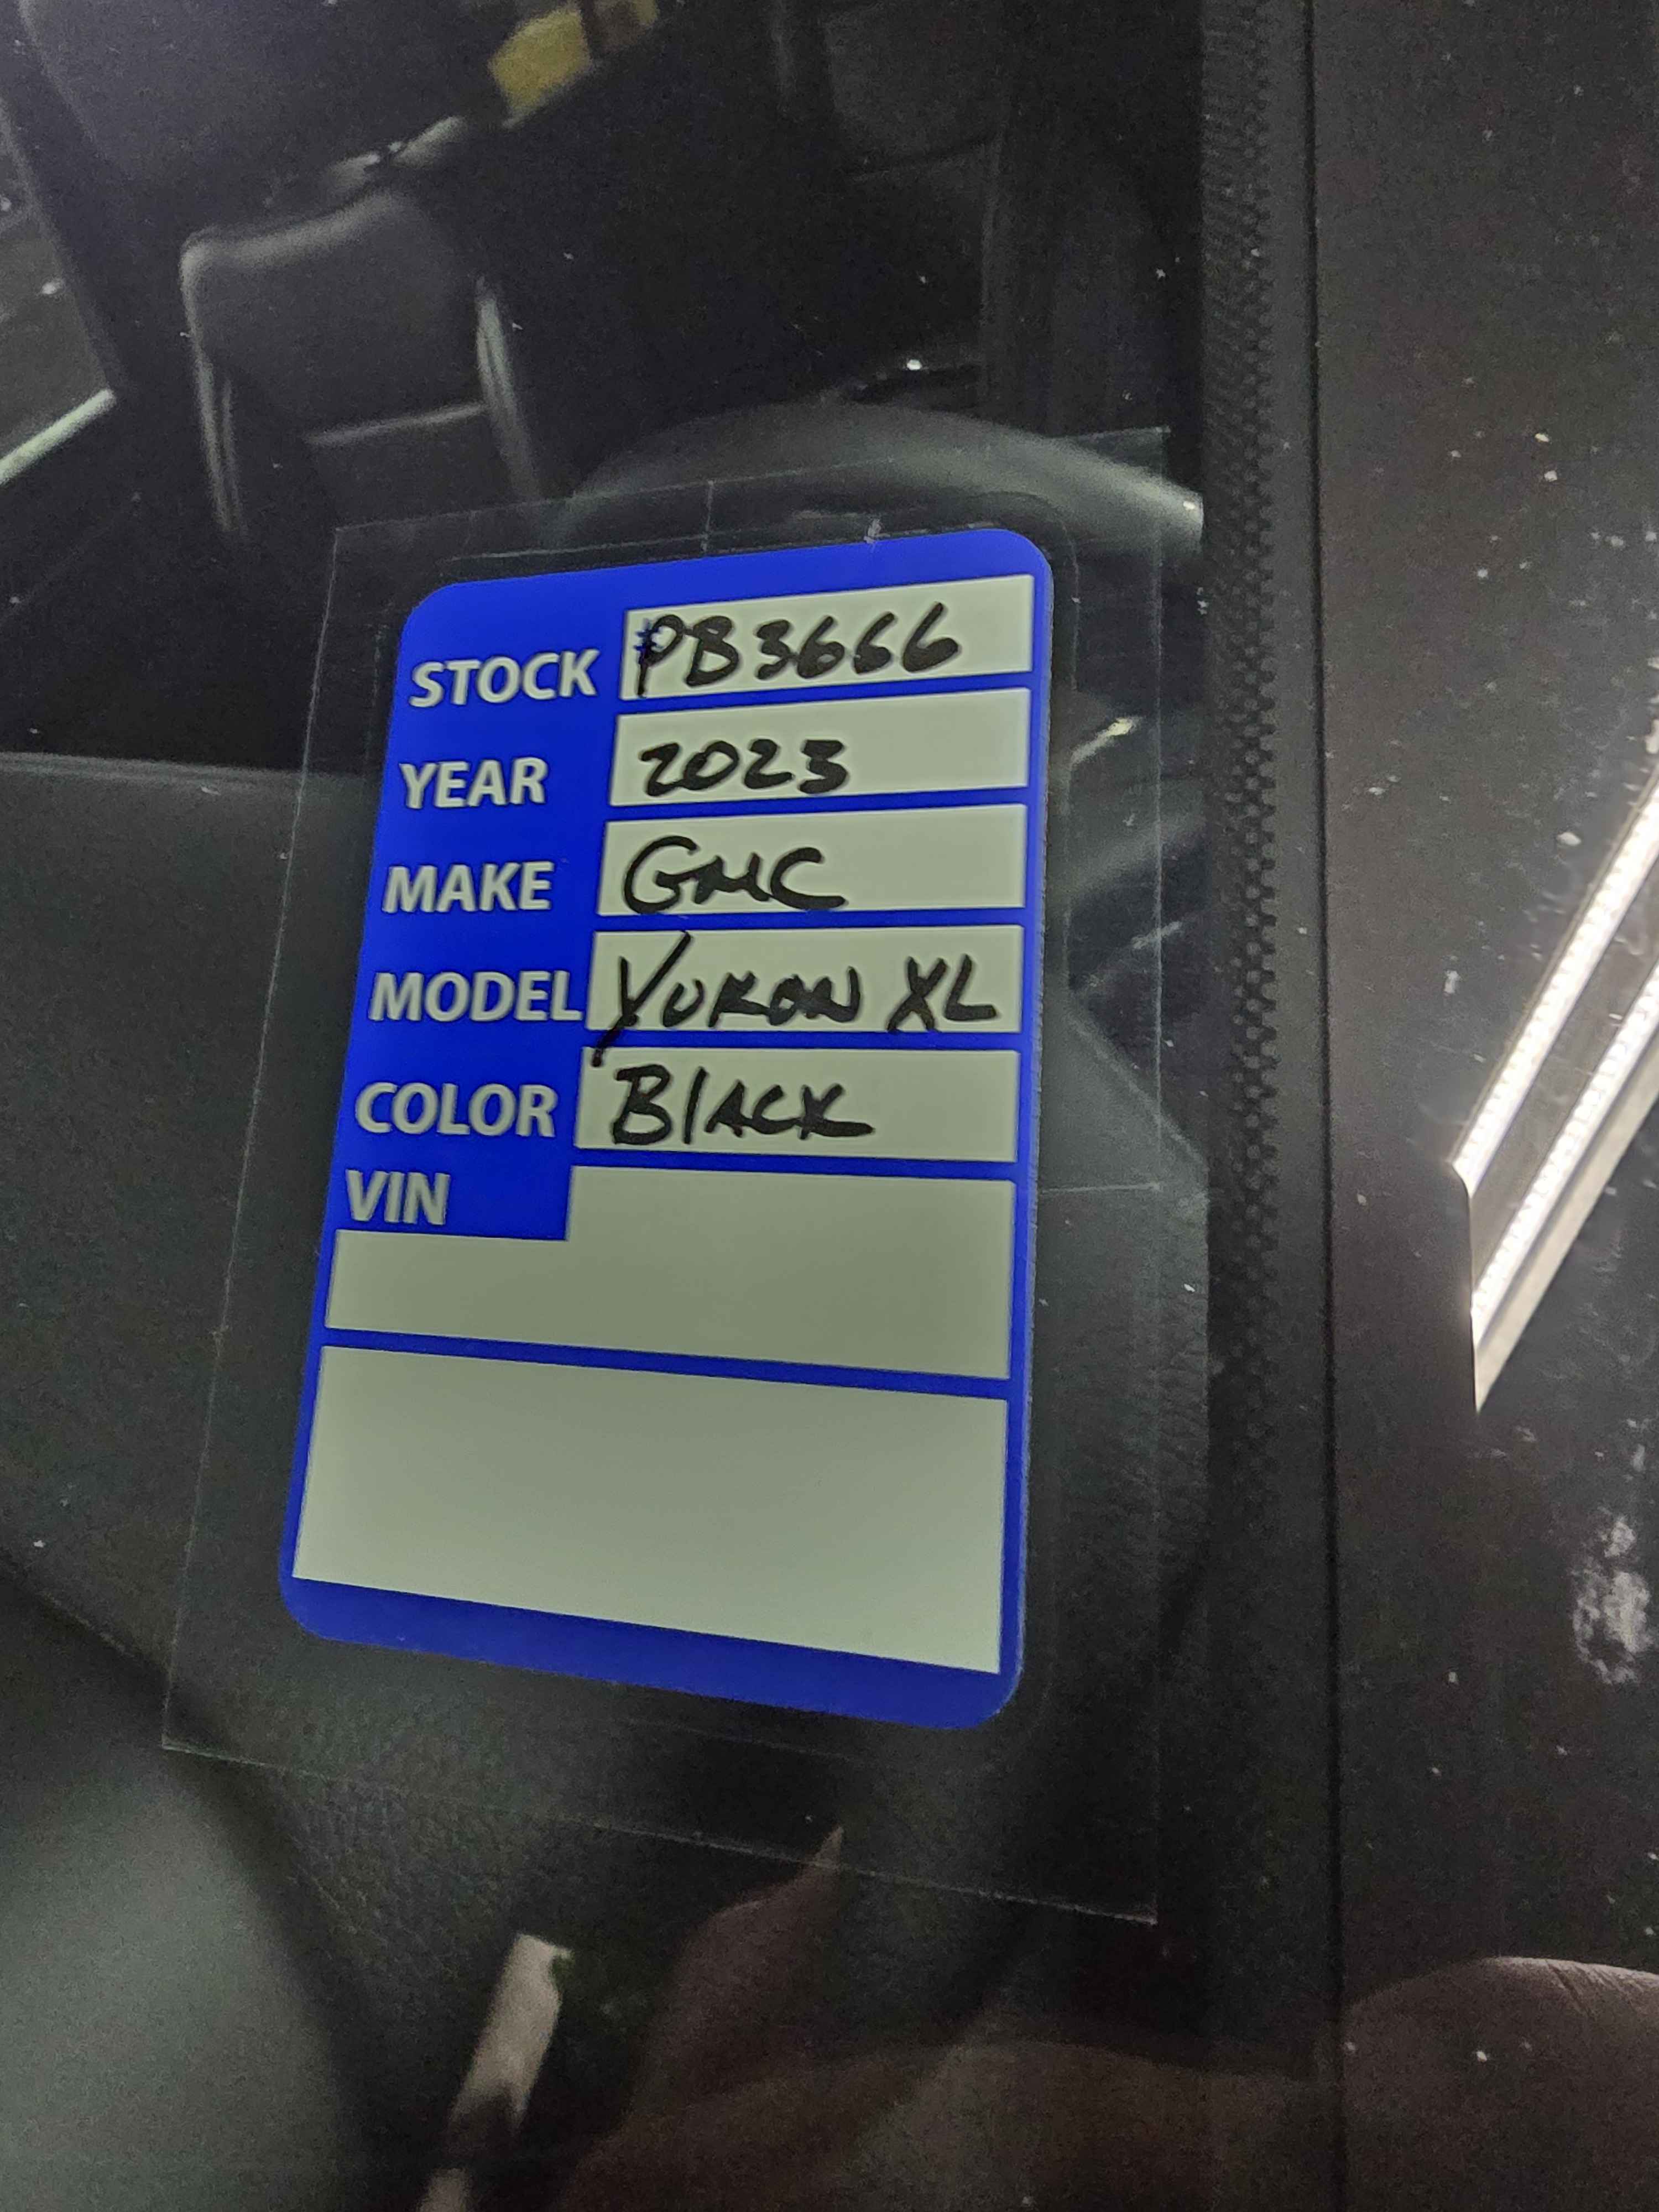 STOCK #PB3666
YEAR 2023
MAKE GMC
MODEL YUKON XL
COLOR BlACK
VIN